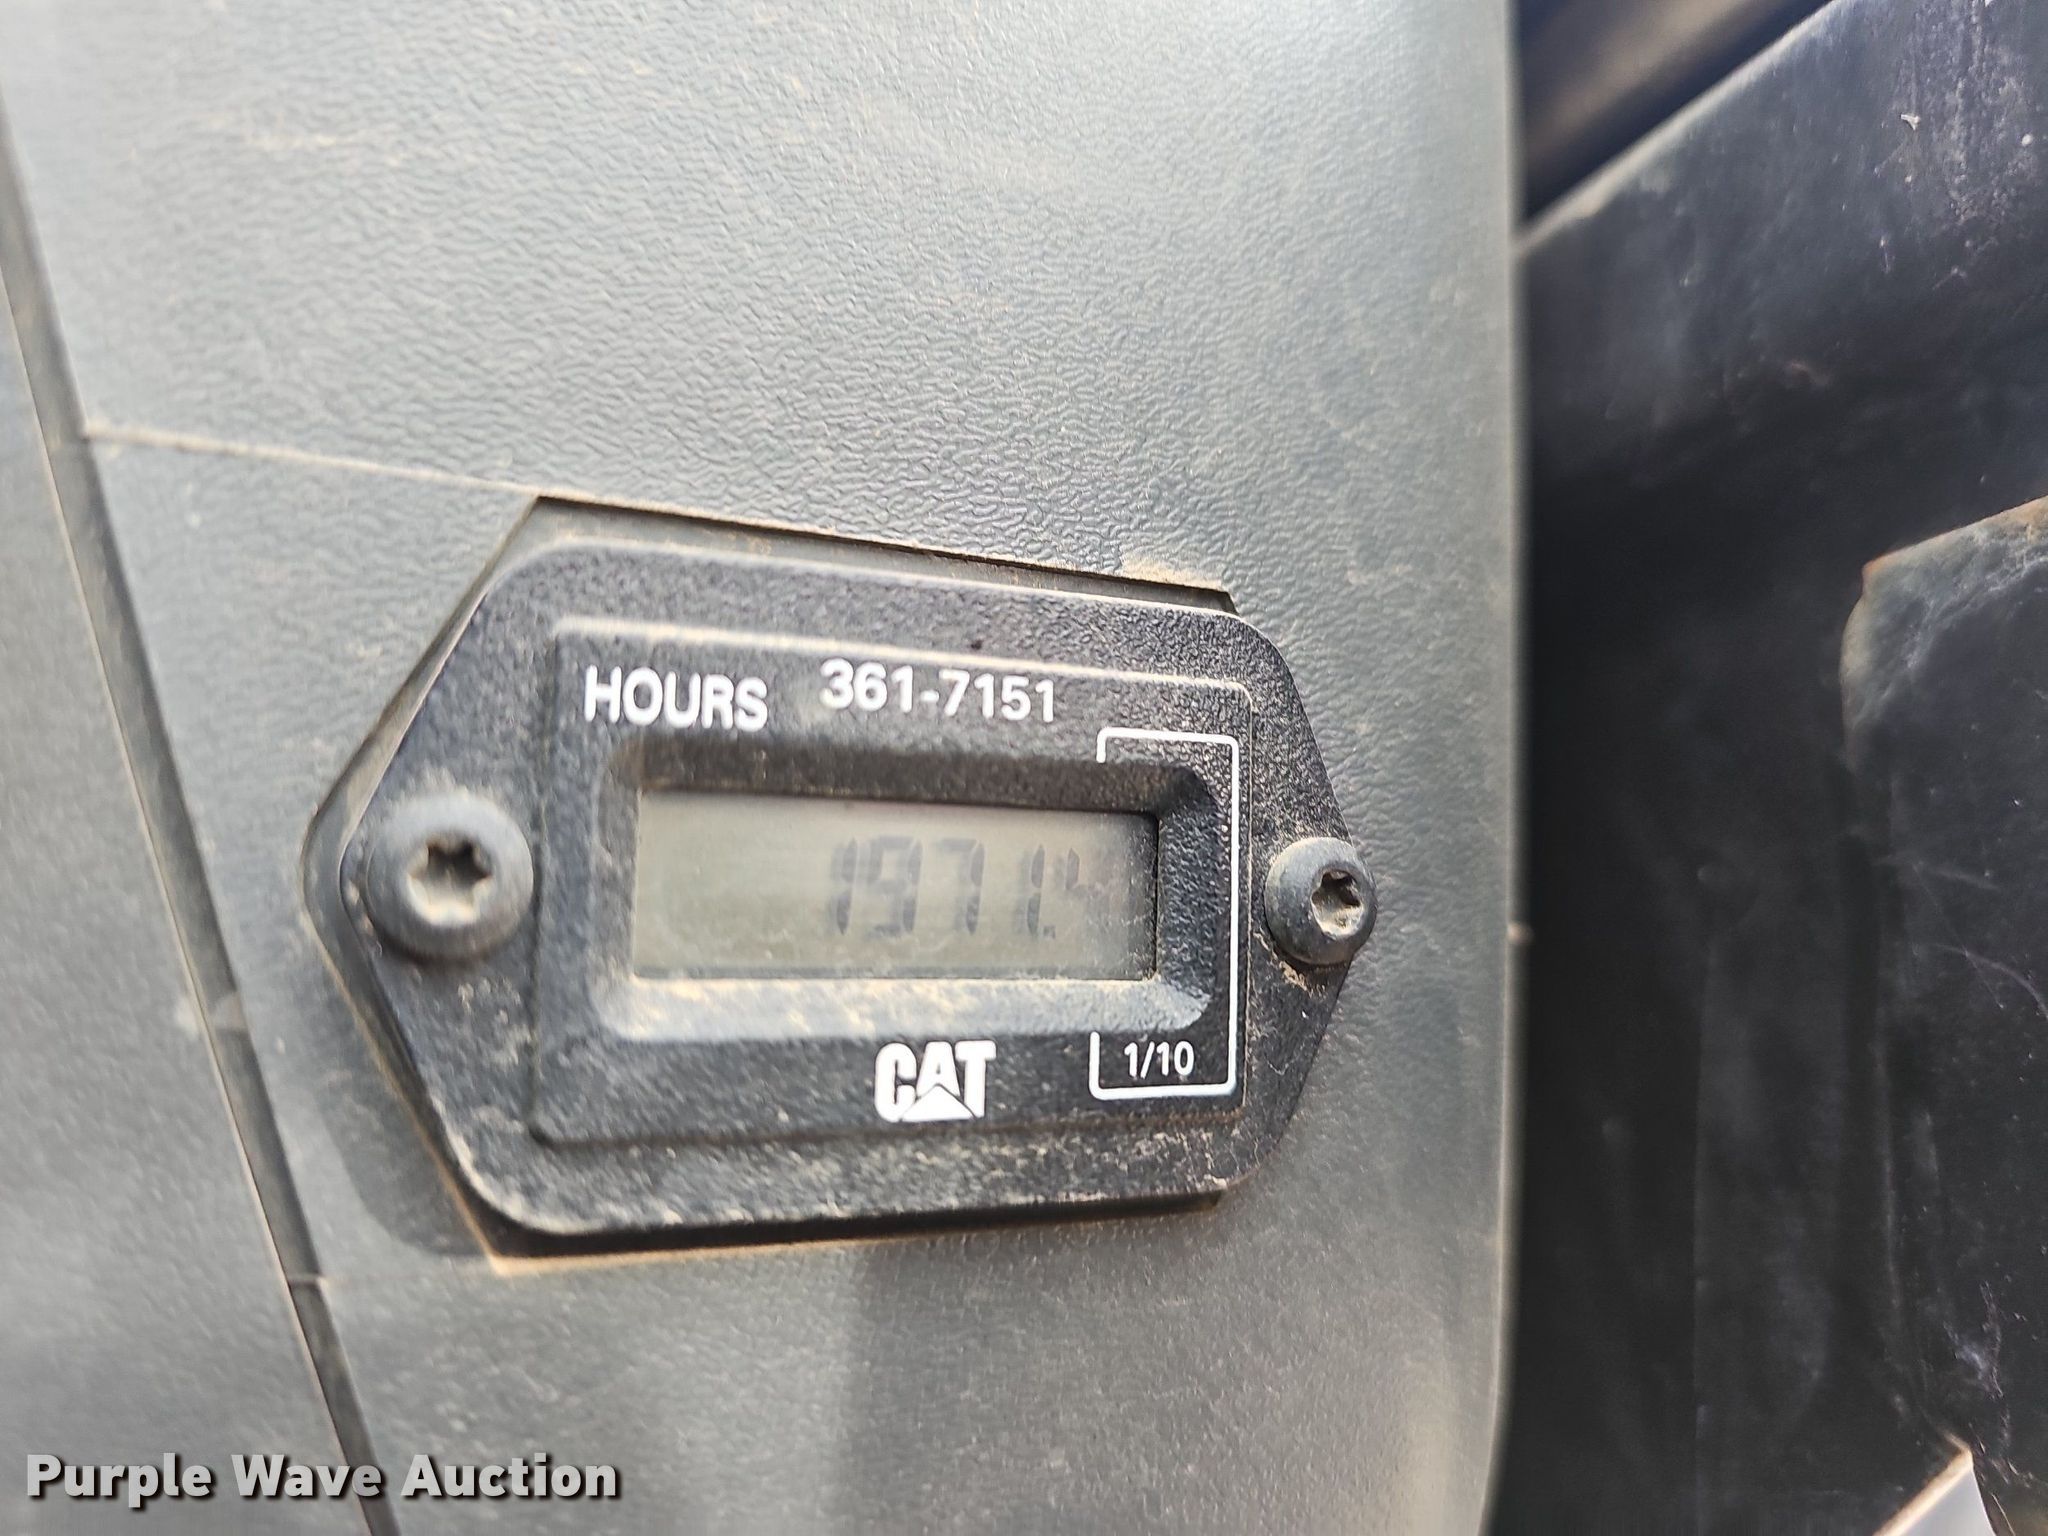 HOURS 361-7151
1971.4
CAT
1/10
Purple Wave Auction